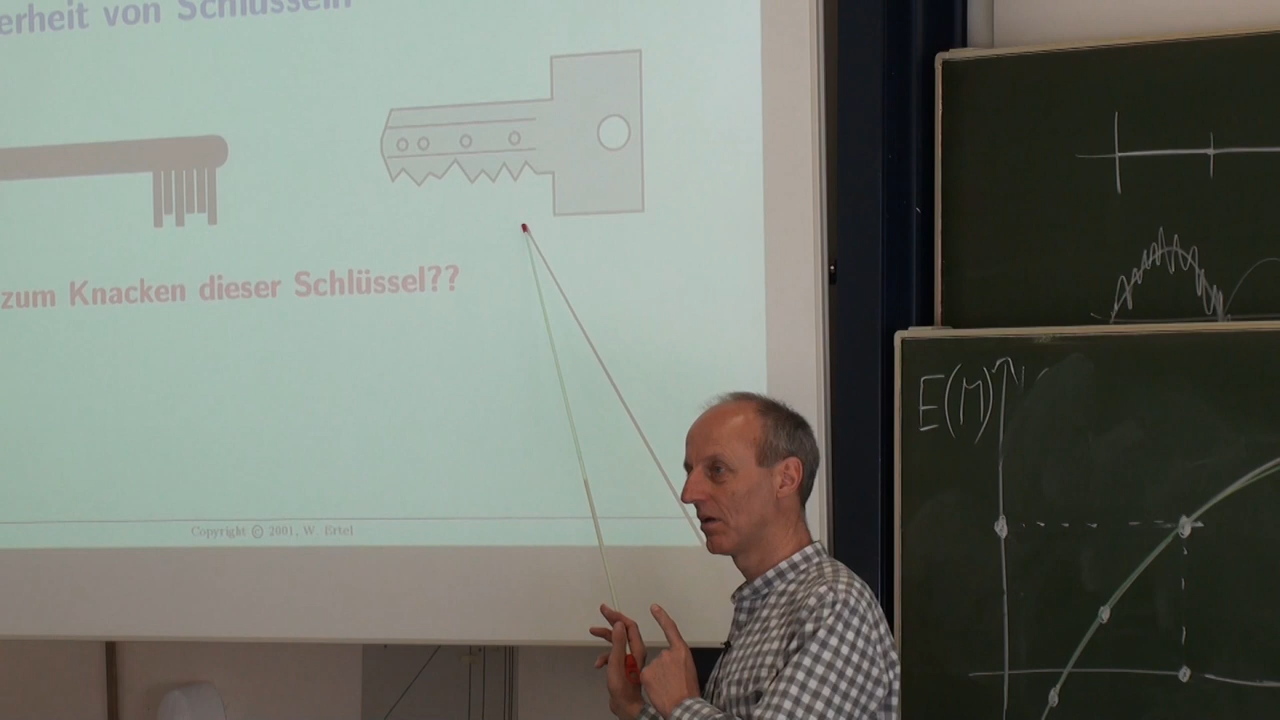 erheit von Schlüsseln
zum Knacken dieser Schlüssel??
Copyright © 2001, W. Ertel
E(M)